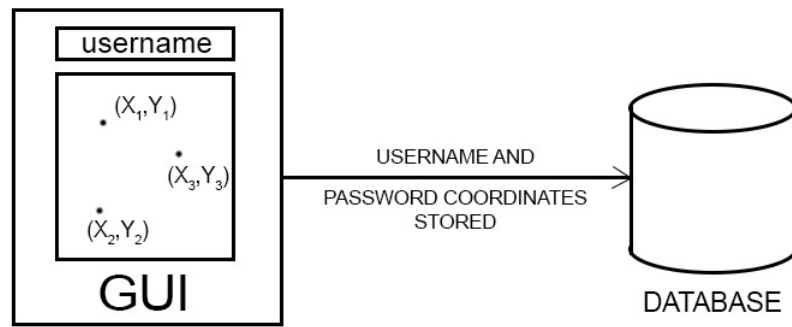 username
(X₁,Y₁)
(X₃,Y₃)
(X₂,Y₂)
GUI
USERNAME AND
PASSWORD COORDINATES
STORED
DATABASE